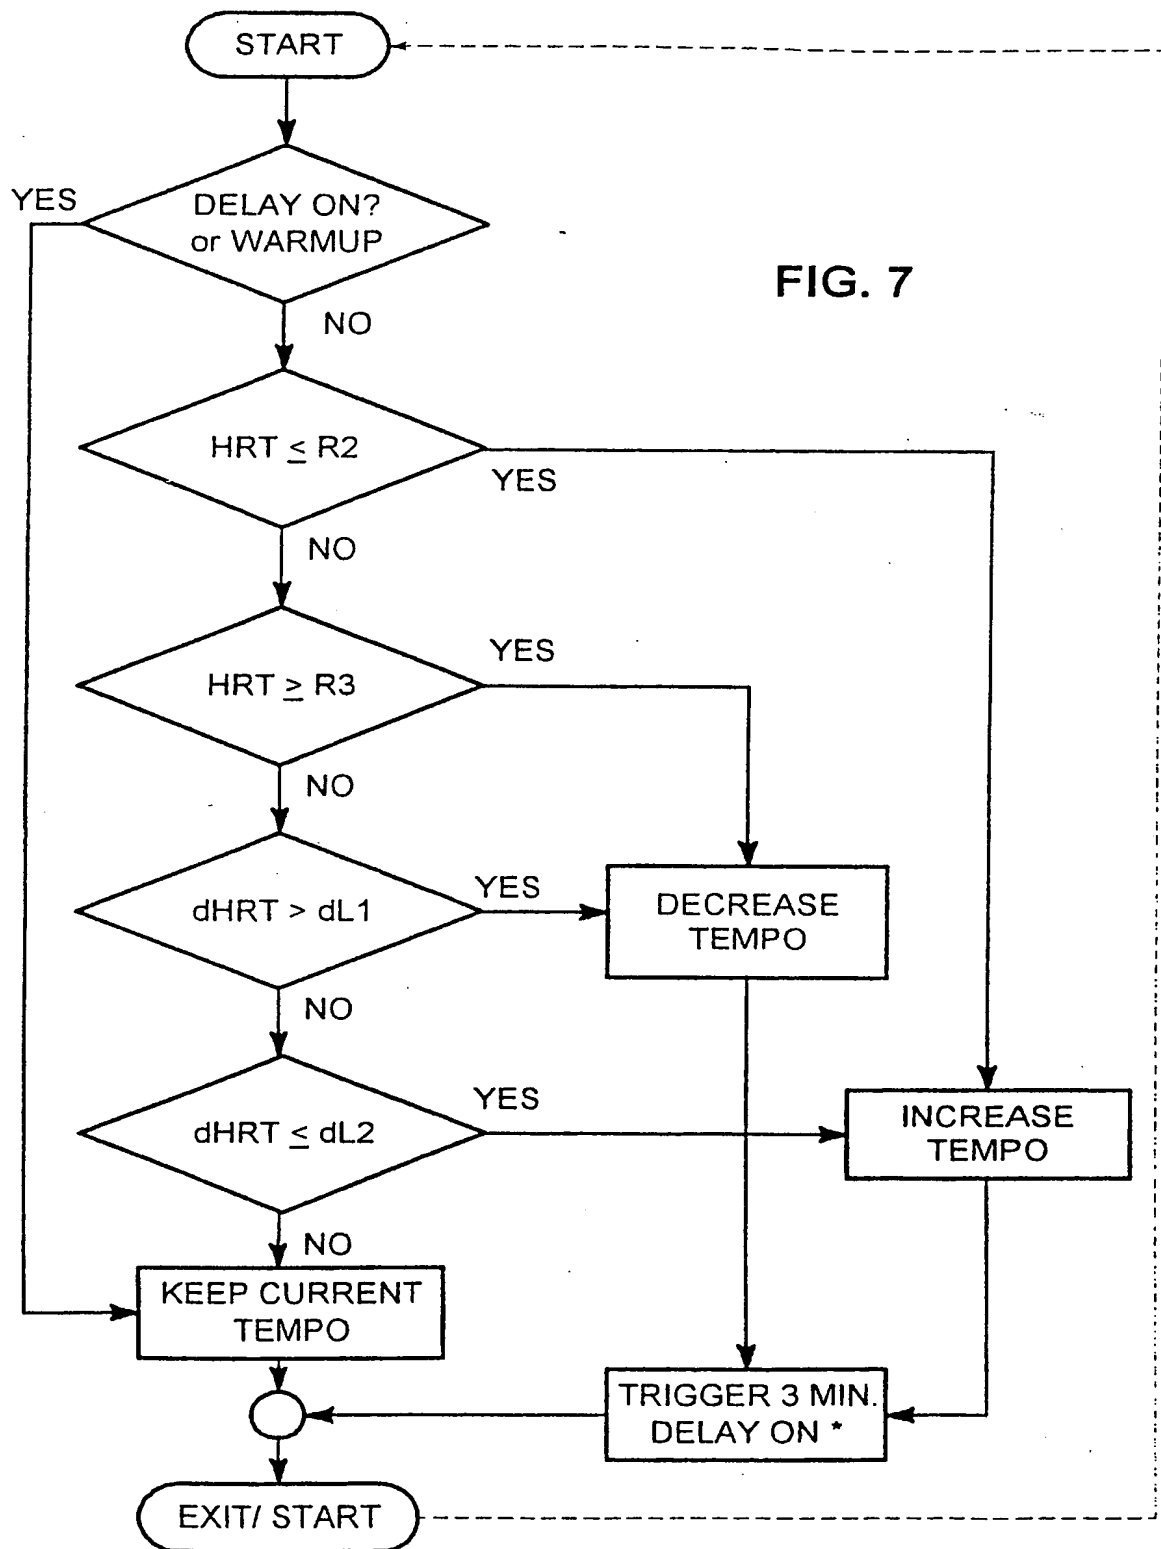 START
YES
DELAY ON?
or WARMUP
FIG. 7
NO
HRT ≤ R2
YES
NO
YES
HRT ≥ R3
NO
YES
dHRT > dL1
DECREASE
TEMPO
NO
YES
dHRT ≤ dL2
INCREASE
TEMPO
NO
KEEP CURRENT
TEMPO
TRIGGER 3 MIN.
DELAY ON *
EXIT/ START